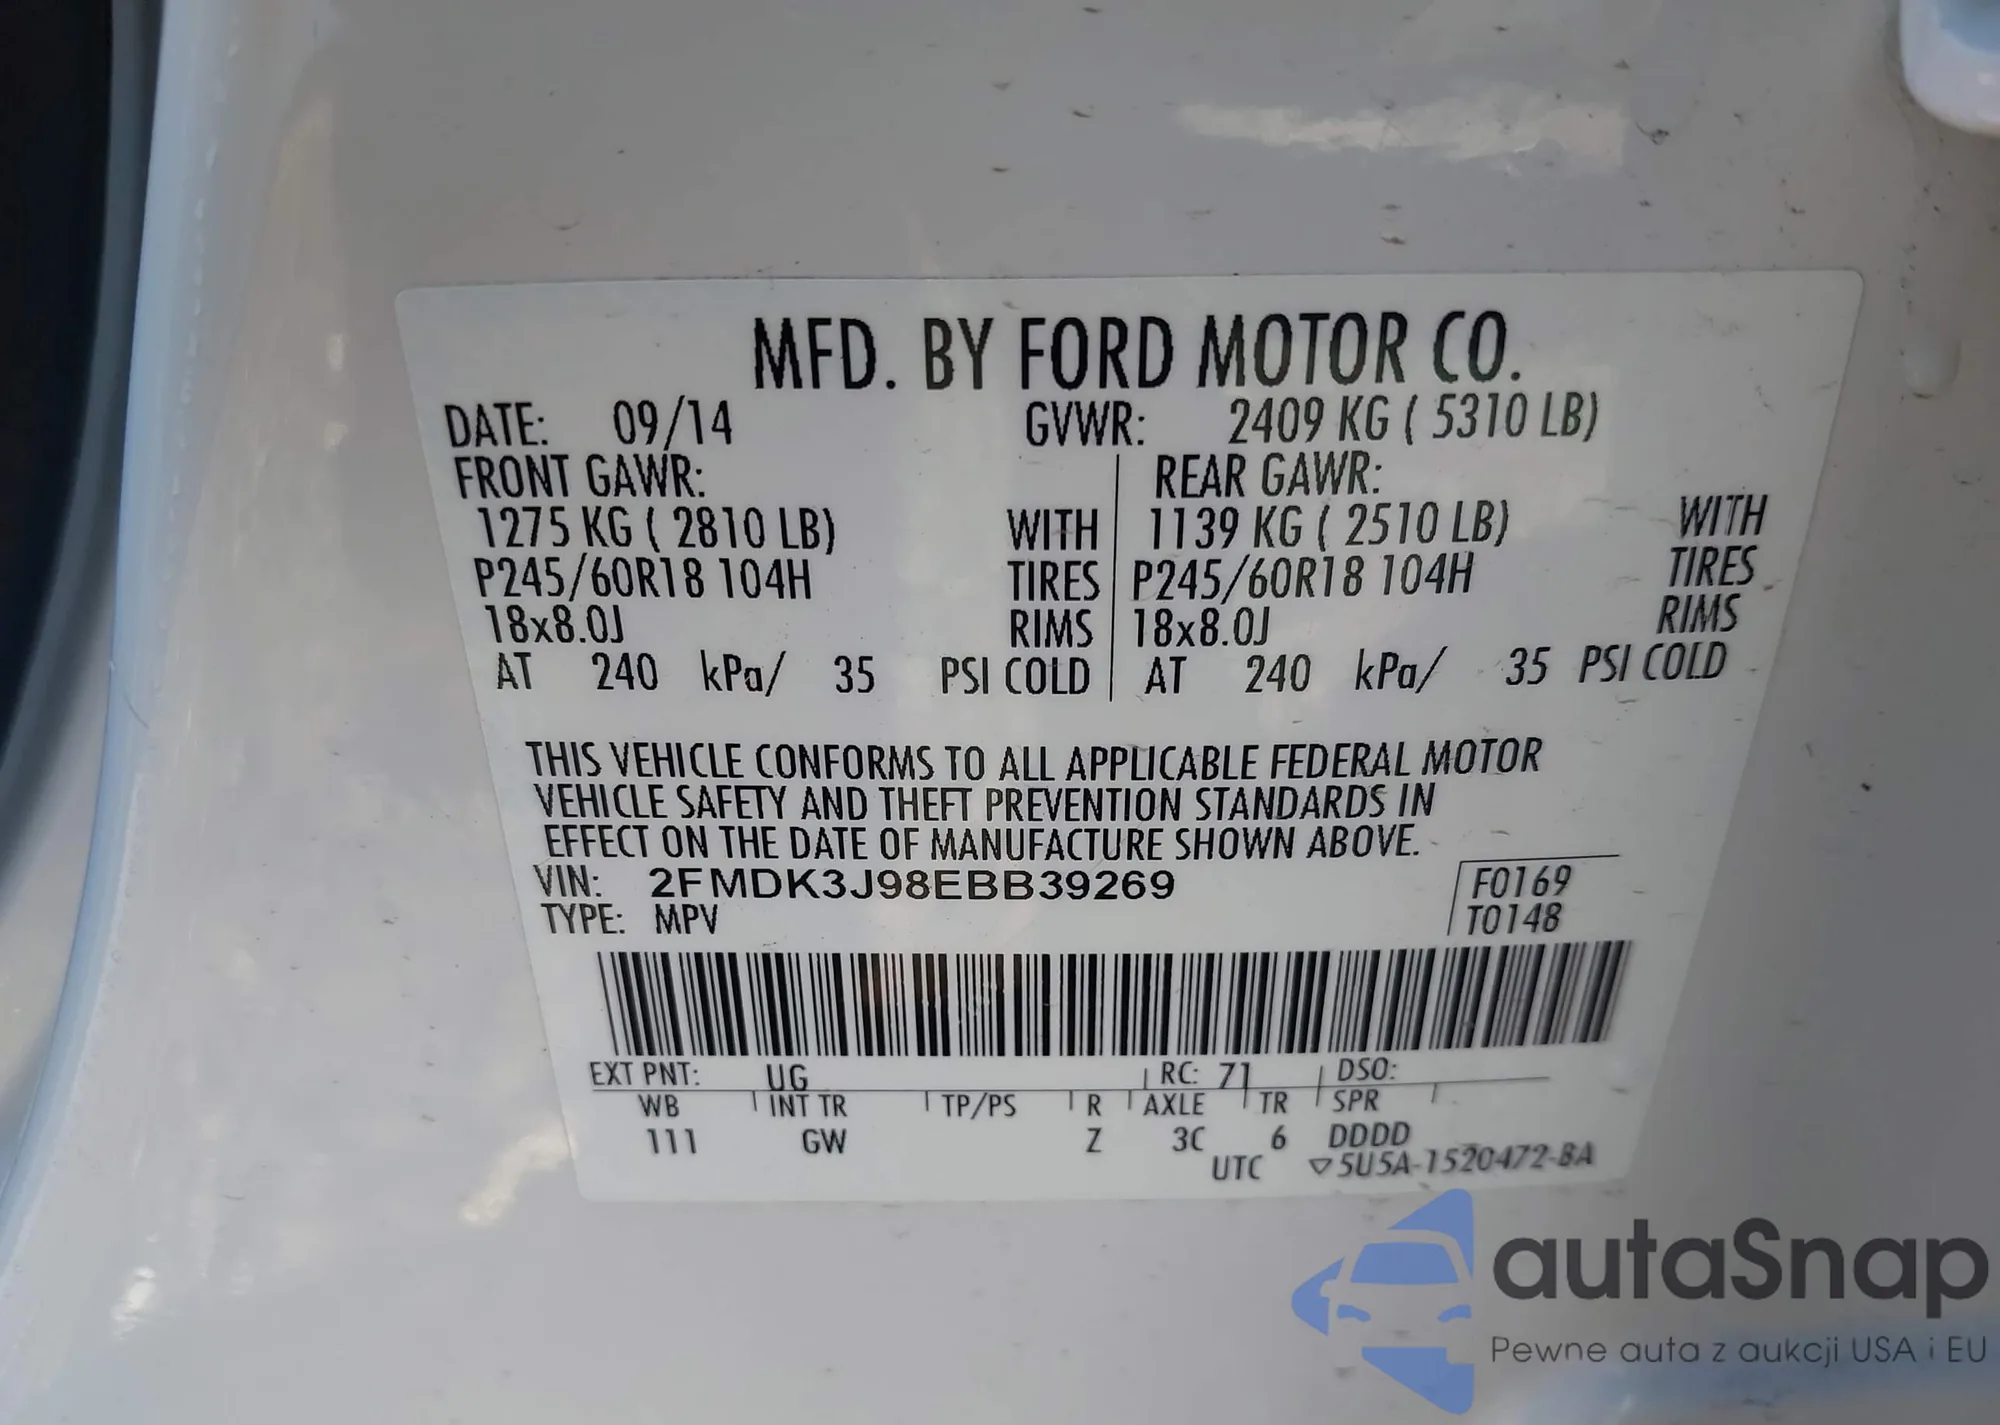 MFD. BY FORD MOTOR CO.
DATE: 09/14 GVWR: 2409 KG ( 5310 LB)
FRONT GAWR: REAR GAWR:
1275 KG ( 2810 LB) WITH 1139 KG ( 2510 LB) WITH
P245/60R18 104H TIRES P245/60R18 104H TIRES
18x8.0J RIMS 18x8.0J RIMS
AT 240 kPa/ 35 PSI COLD AT 240 kPa/ 35 PSI COLD
THIS VEHICLE CONFORMS TO ALL APPLICABLE FEDERAL MOTOR
VEHICLE SAFETY AND THEFT PREVENTION STANDARDS IN
EFFECT ON THE DATE OF MANUFACTURE SHOWN ABOVE.
VIN: 2FMDK3J98EBB39269 F0169
TYPE: MPV T0148
EXT PNT: UG RC: 71 DSO:
WB INT TR TP/PS R AXLE TR SPR
111 GW Z 3C 6 DDDD
UTC ▽5U5A-1520472-BA
autaSnap
Pewne auta z aukcji USA i EU